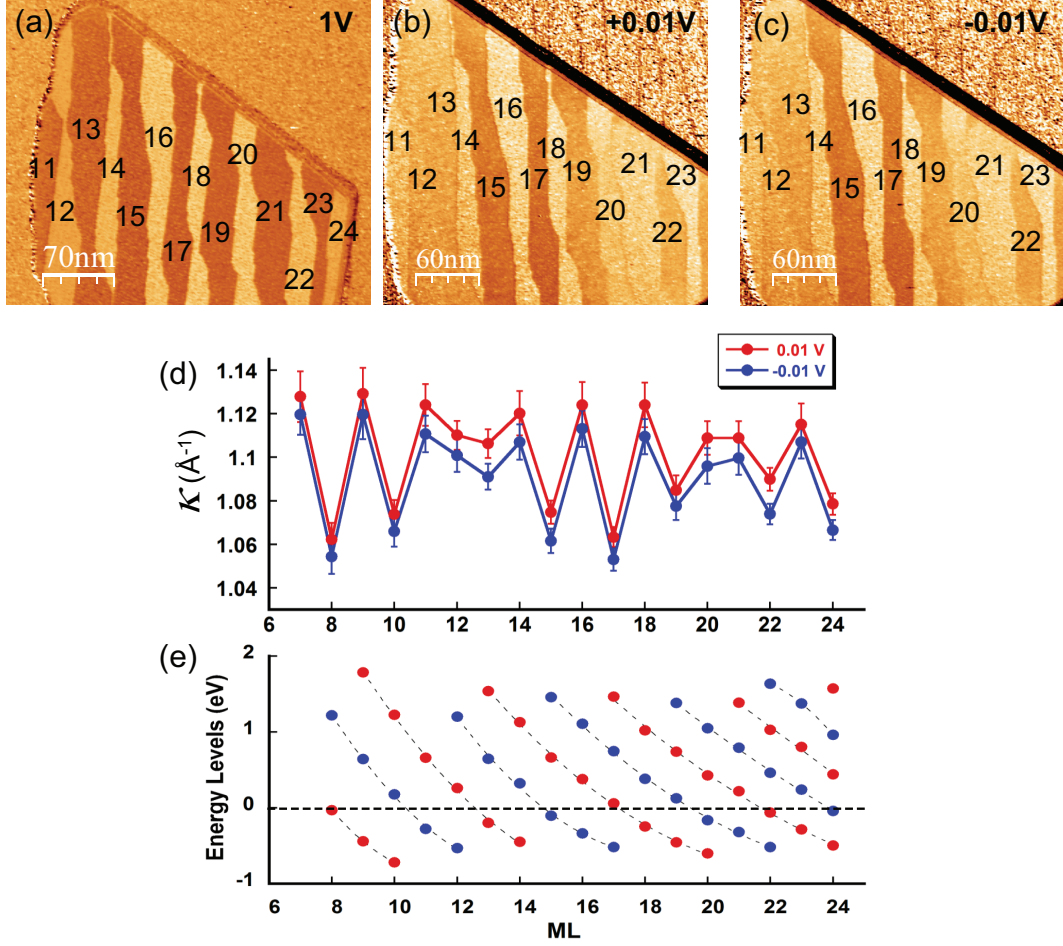 (a) 1V
13 16 20
11 14 18 23
12 15 19 21 24
17
70nm 22
(b) +0.01V
13 16
11 14 18 21
12 15 17 19 23
20
22
60nm
(c) -0.01V
13 16
11 14 18 21
12 15 17 19 23
20
22
60nm
(d)
0.01 V
-0.01 V
κ (Å-1)
1.14
1.12
1.1
1.08
1.06
1.04
6 8 10 12 14 16 18 20 22 24
(e)
Energy Levels (eV)
2
1
0
-1
6 8 10 12 14 16 18 20 22 24
ML